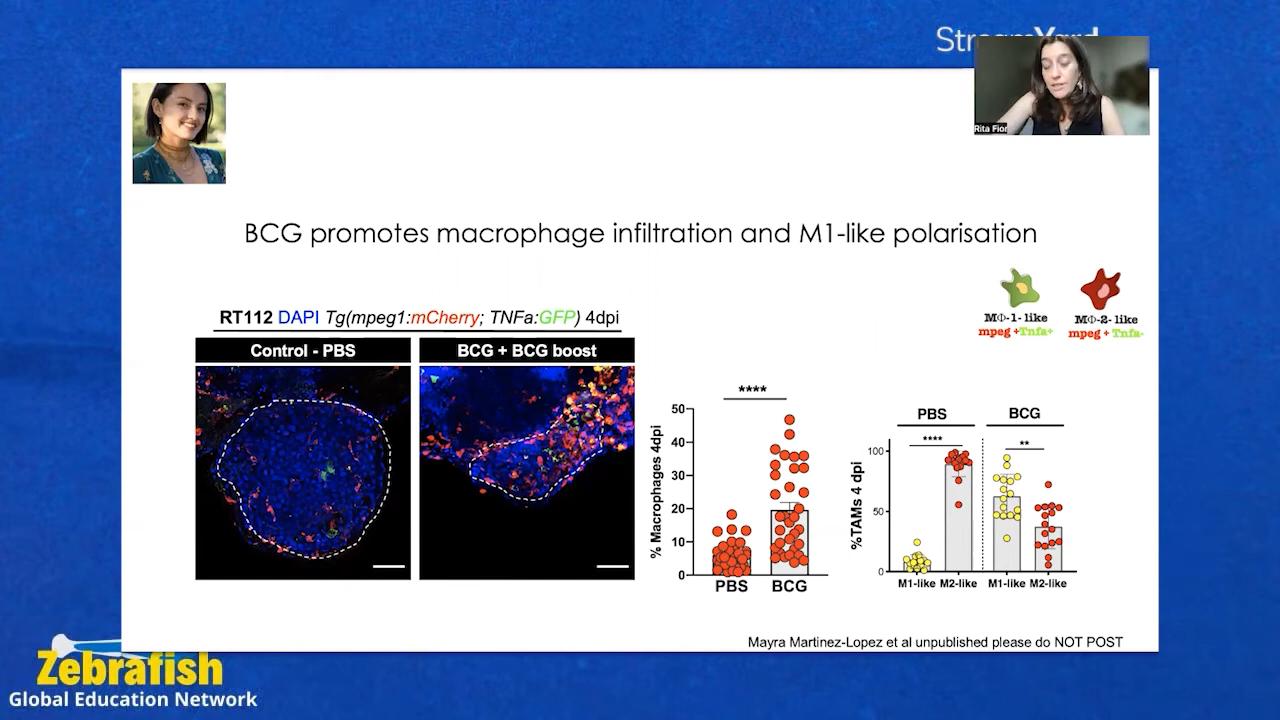 StreamYard
Rita Fior
BCG promotes macrophage infiltration and M1-like polarisation
MΦ-1- like
mpeg +Tnfa+
MΦ-2- like
mpeg + Tnfa-
RT112 DAPI Tg(mpeg1:mCherry; TNFa:GFP) 4dpi
Control - PBS
BCG + BCG boost
% Macrophages 4dpi
50
40
30
20
10
0
****
PBS
BCG
%TAMs 4 dpi
100
50
0
PBS
BCG
****
**
M1-like
M2-like
M1-like
M2-like
Mayra Martinez-Lopez et al unpublished please do NOT POST
Zebrafish
Global Education Network